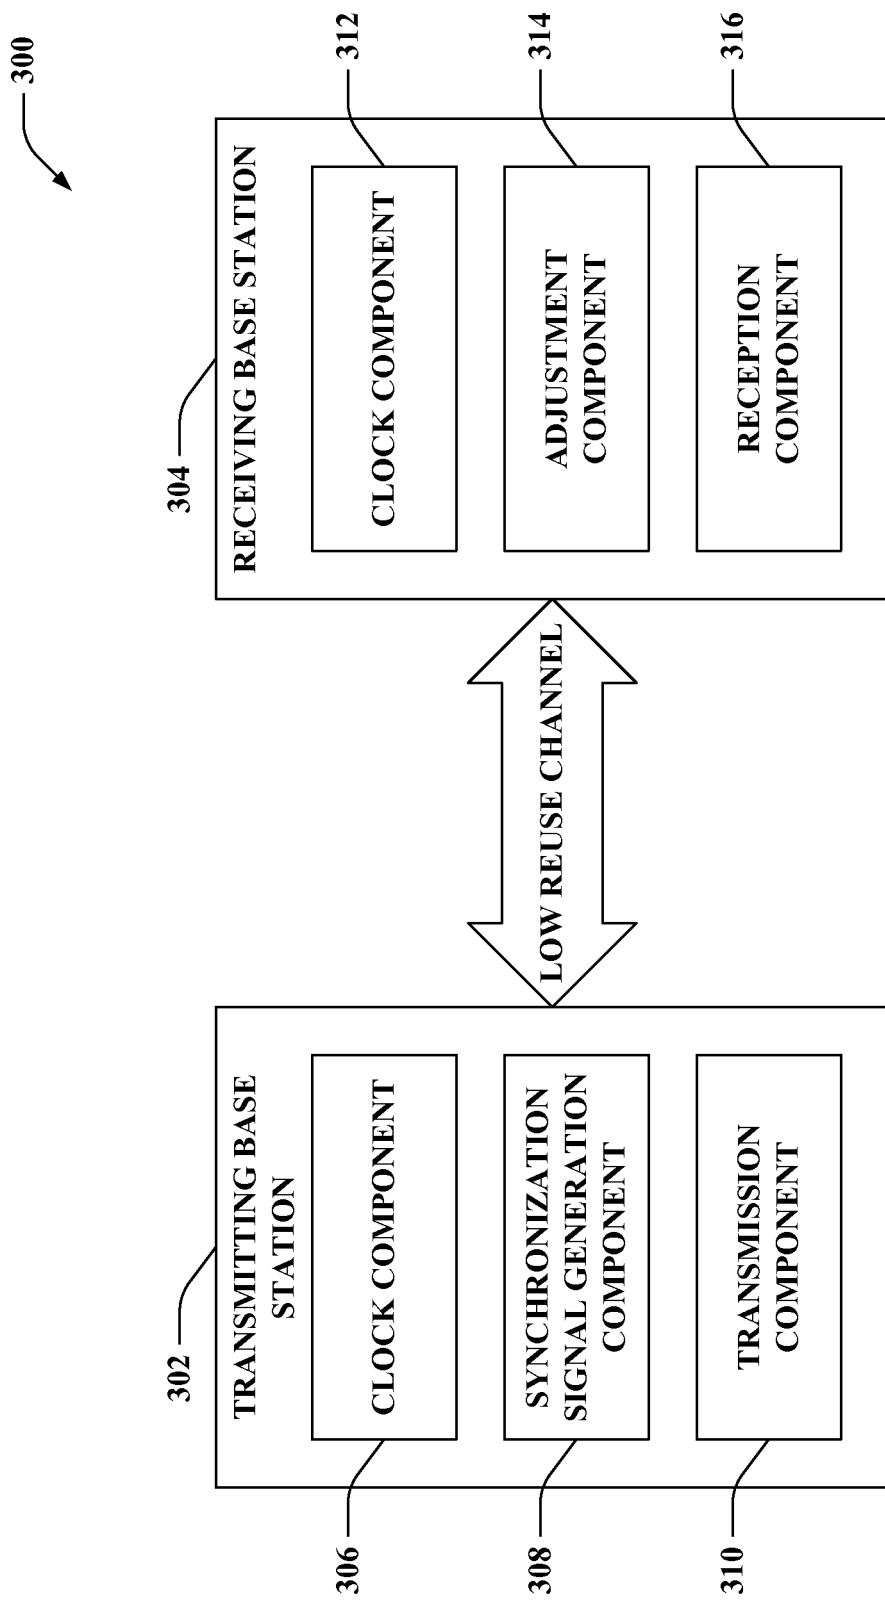 300
302
TRANSMITTING BASE
STATION
306
CLOCK COMPONENT
308
SYNCHRONIZATION
SIGNAL GENERATION
COMPONENT
310
TRANSMISSION
COMPONENT
LOW REUSE CHANNEL
304
RECEIVING BASE STATION
312
CLOCK COMPONENT
314
ADJUSTMENT
COMPONENT
316
RECEPTION
COMPONENT